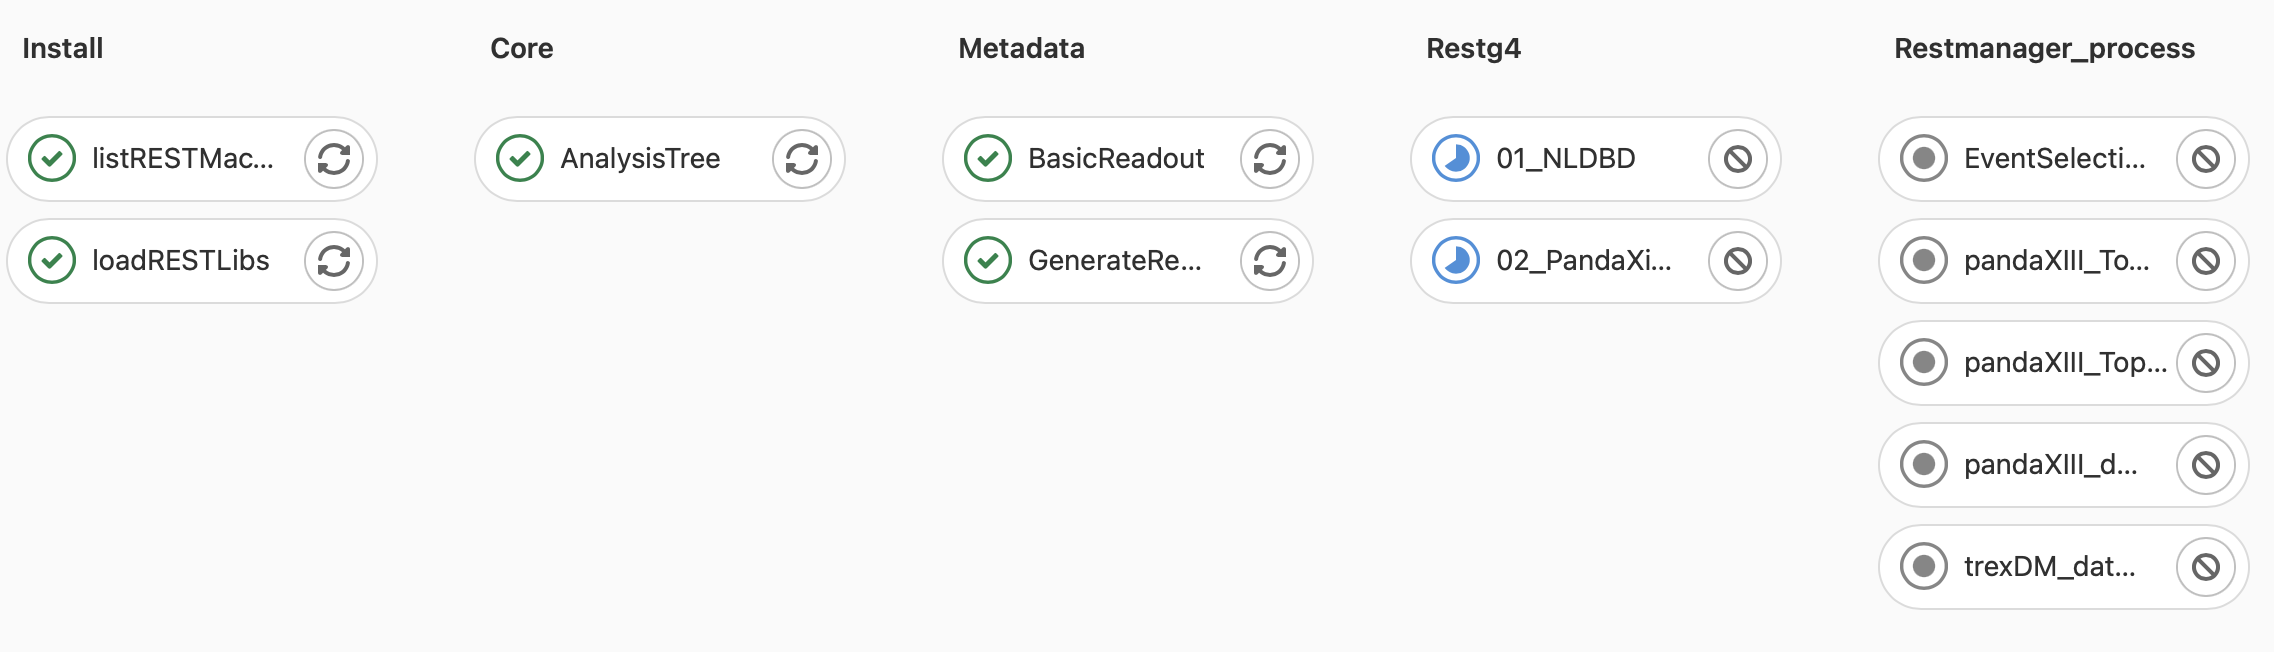 Install
listRESTMac...
loadRESTLibs
Core
AnalysisTree
Metadata
BasicReadout
GenerateRe...
Restg4
01_NLDBD
02_PandaXi...
Restmanager_process
EventSelecti...
pandaXIII_To...
pandaXIII_Top...
pandaXIII_d...
trexDM_dat...